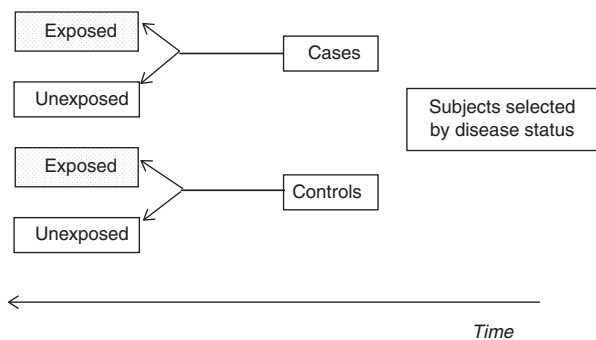 Exposed
Cases
Unexposed
Subjects selected
by disease status
Exposed
Controls
Unexposed
Time